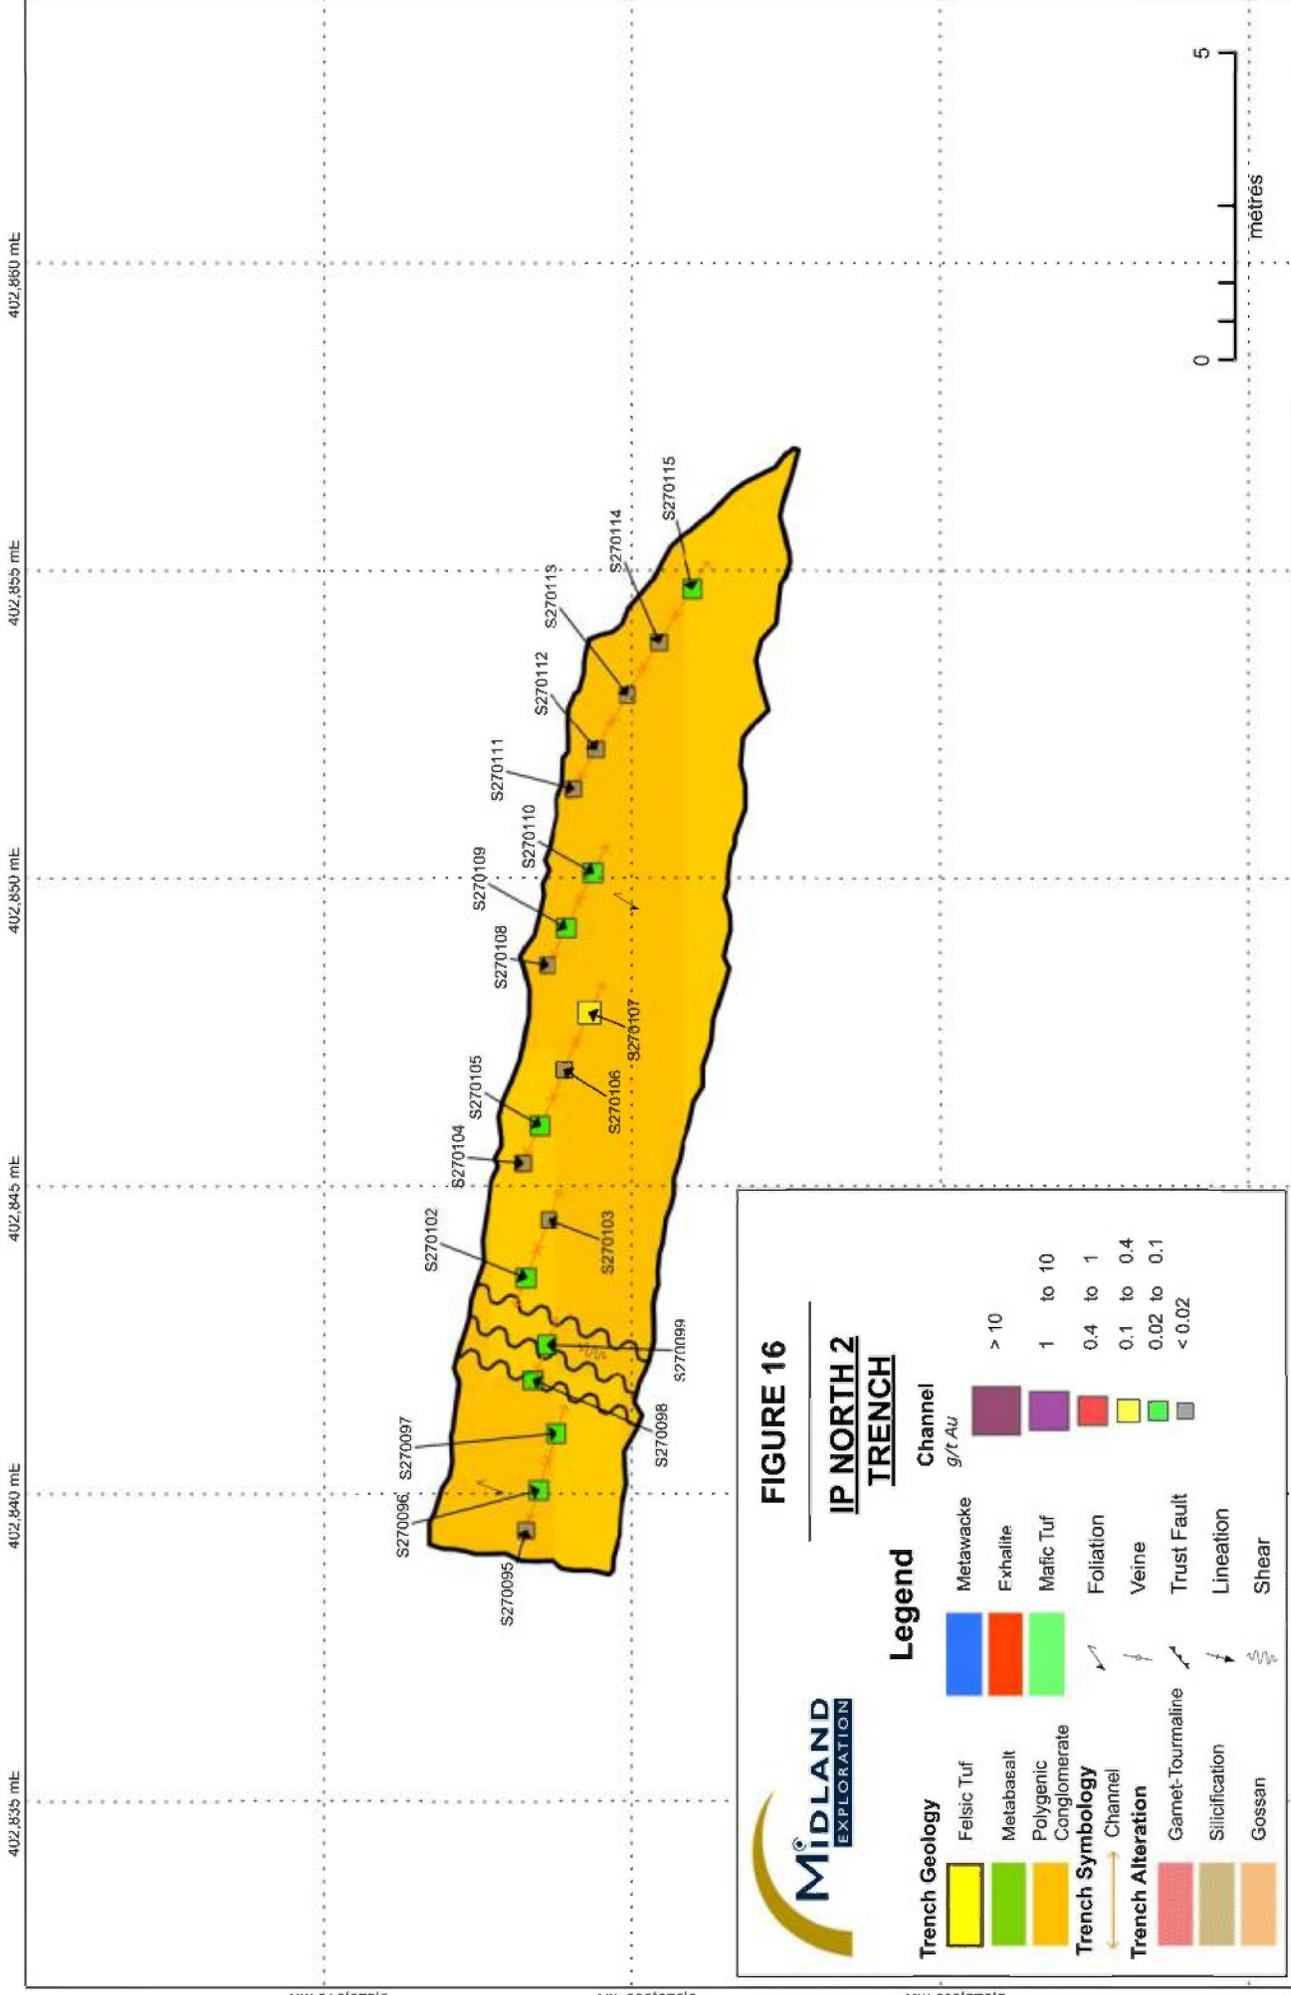 402,835 mE
402,840 mE
402,845 mE
402,850 mE
402,855 mE
402,860 mE
S270095
S270096
S270097
S270098
S270099
S270102
S270103
S270104
S270105
S270106
S270107
S270108
S270109
S270110
S270111
S270112
S270113
S270114
S270115
MIDLAND
EXPLORATION
FIGURE 16
IP NORTH 2
TRENCH
Legend
Trench Geology
Felsic Tuf
Metabasalt
Polygenic
Conglomerate
Metawacke
Exhalite
Mafic Tuf
Trench Symbology
Channel
Foliation
Veine
Trust Fault
Lineation
Shear
Trench Alteration
Garnet-Tourmaline
Silicification
Gossan
Channel
g/t Au
> 10
1 to 10
0.4 to 1
0.1 to 0.4
0.02 to 0.1
< 0.02
0 5
metres